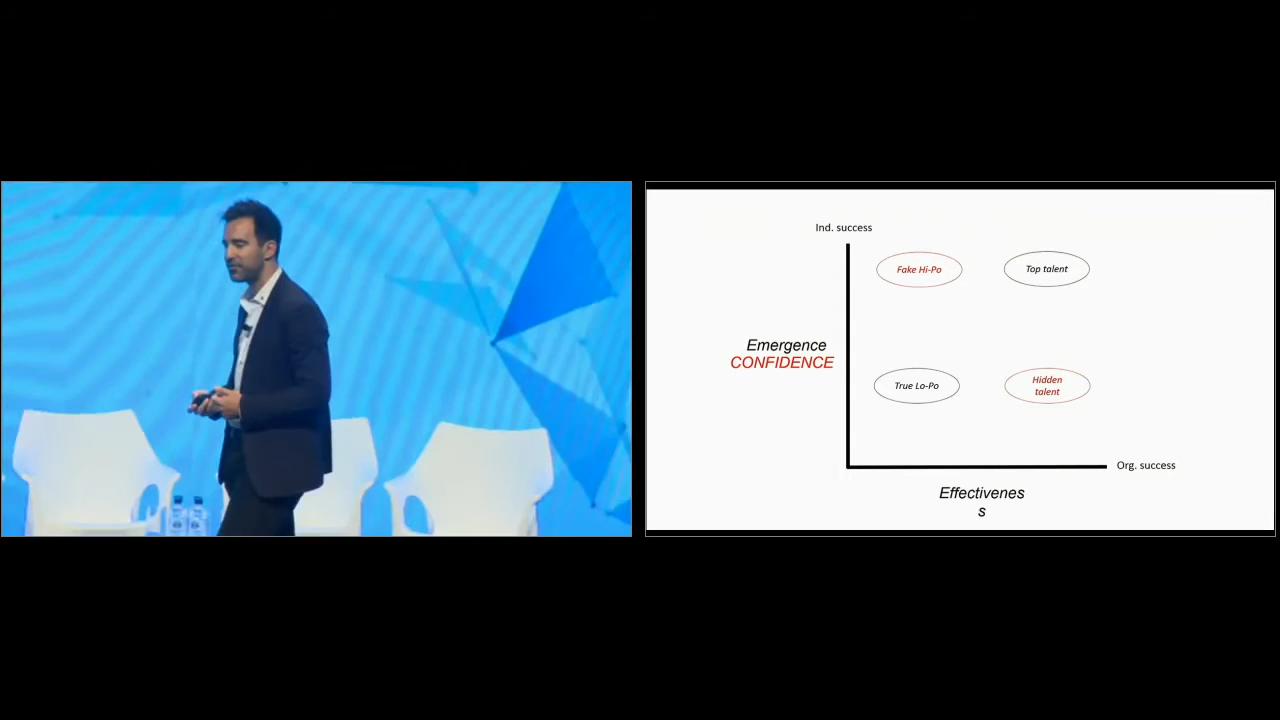 Ind. success
Fake Hi-Po
Top talent
Emergence
CONFIDENCE
True Lo-Po
Hidden
talent
Org. success
Effectivenes
s